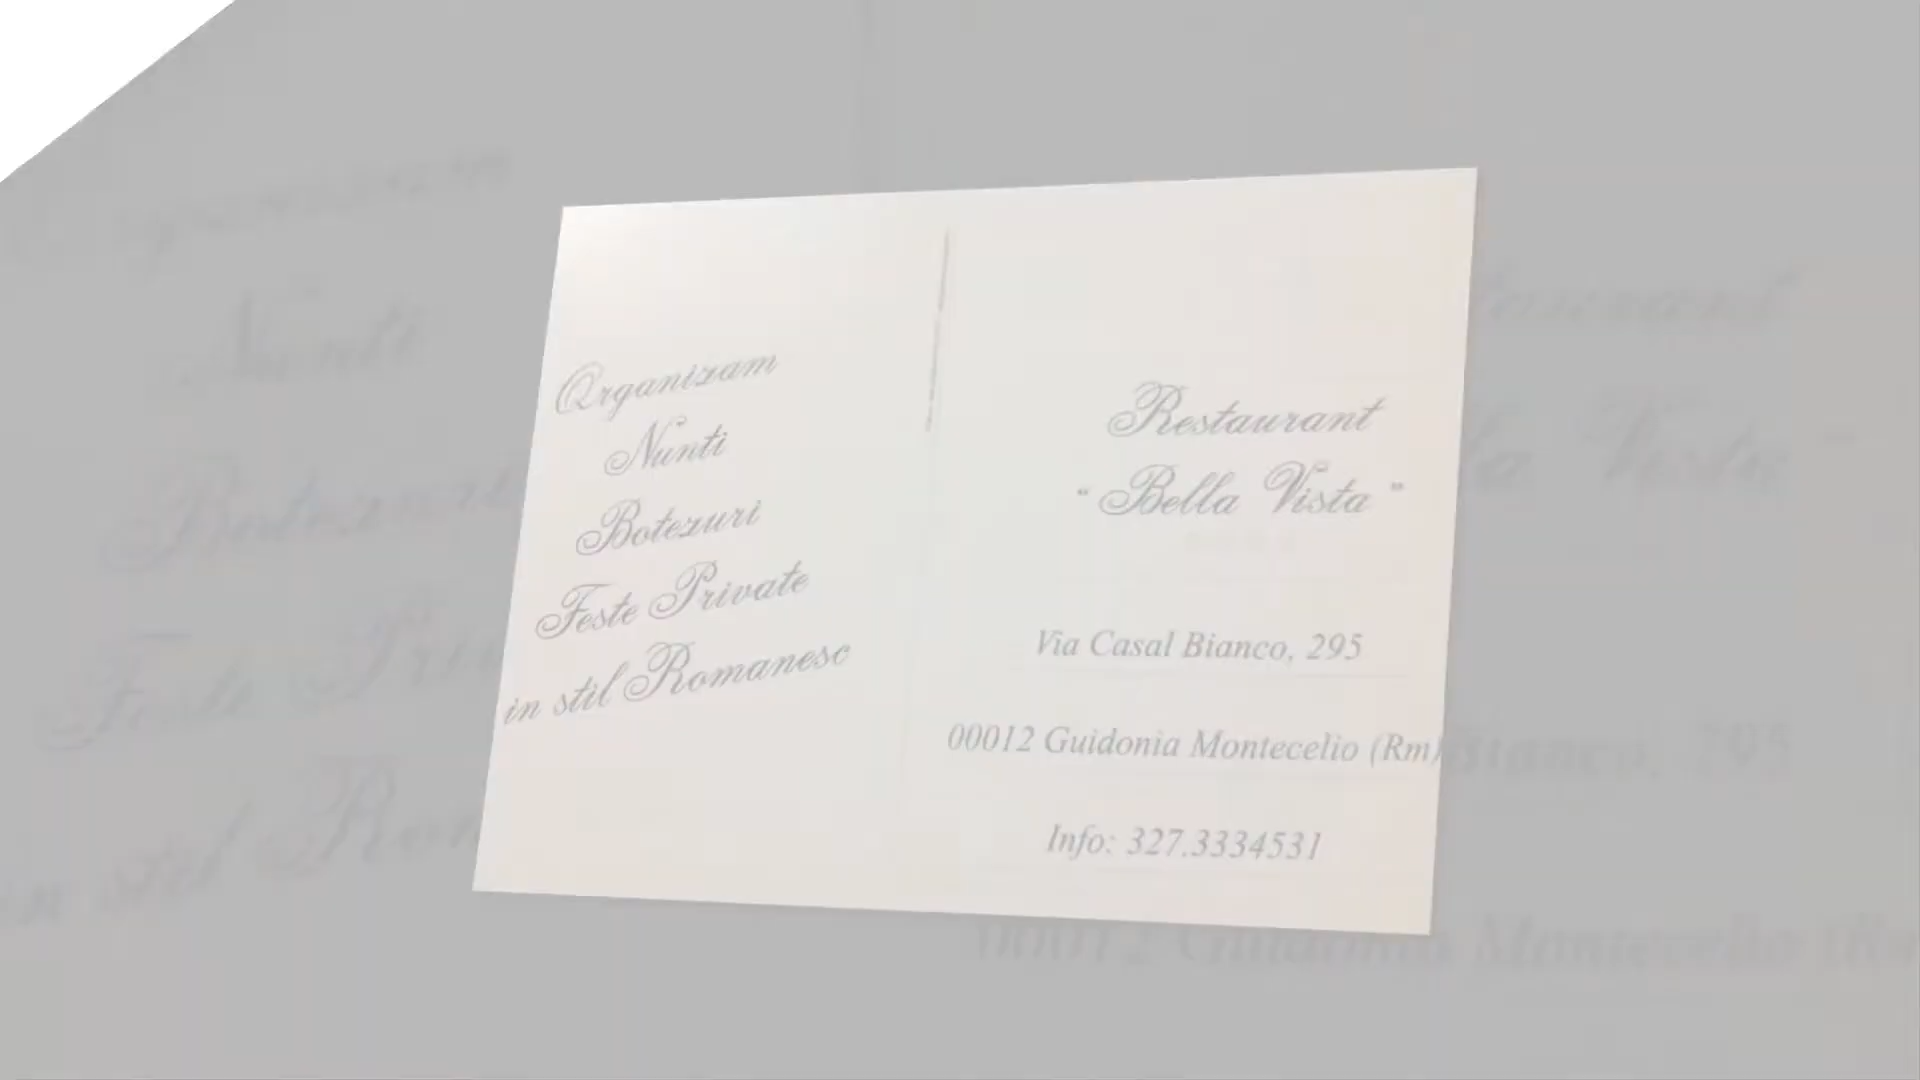 Organizam
Nunti
Botezuri
Feste Private
in stil Romanesc
Restaurant
“ Bella Vista ”
Via Casal Bianco, 295
00012 Guidonia Montecelio (Rm)
Info: 327.3334531